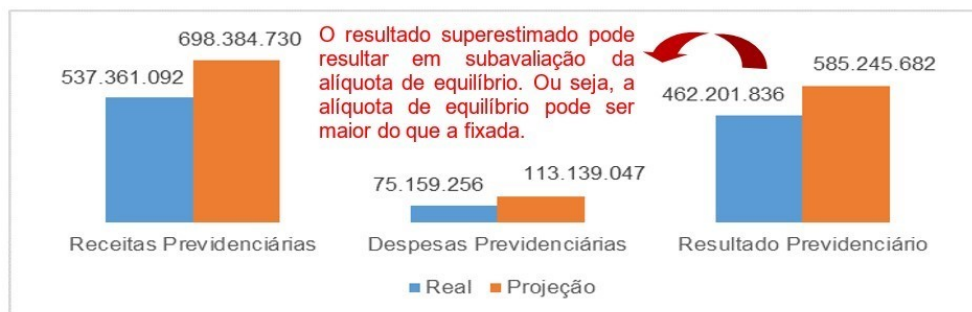 O resultado superestimado pode
resultar em subavaliação da
alíquota de equilíbrio. Ou seja, a
alíquota de equilíbrio pode ser
maior do que a fixada.
698.384.730
537.361.092
585.245.682
462.201.836
113.139.047
75.159.256
Receitas Previdenciárias
Despesas Previdenciárias
Resultado Previdenciário
Real
Projeção